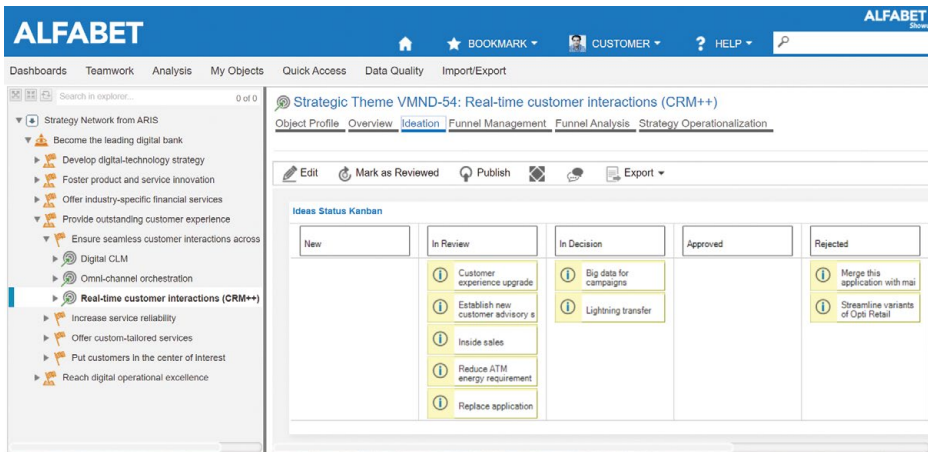 ALFABET
ALFABET
Show
BOOKMARK
CUSTOMER
? HELP
Dashboards Teamwork Analysis My Objects Quick Access Data Quality Import/Export
Search in explorer... 0 of 0
Strategy Network from ARIS
Become the leading digital bank
Develop digital-technology strategy
Foster product and service innovation
Offer industry-specific financial services
Provide outstanding customer experience
Ensure seamless customer interactions across
Digital CLM
Omni-channel orchestration
Real-time customer interactions (CRM++)
Increase service reliability
Offer custom-tailored services
Put customers in the center of interest
Reach digital operational excellence
Strategic Theme VMND-54: Real-time customer interactions (CRM++)
Object Profile Overview Ideation Funnel Management Funnel Analysis Strategy Operationalization
Edit Mark as Reviewed Publish Export
Ideas Status Kanban
New In Review In Decision Approved Rejected
Customer
experience upgrade
Establish new
customer advisory s
Inside sales
Reduce ATM
energy requirement
Replace application
Big data for
campaigns
Lightning transfer
Merge this
application with mai
Streamline variants
of Opti Retail